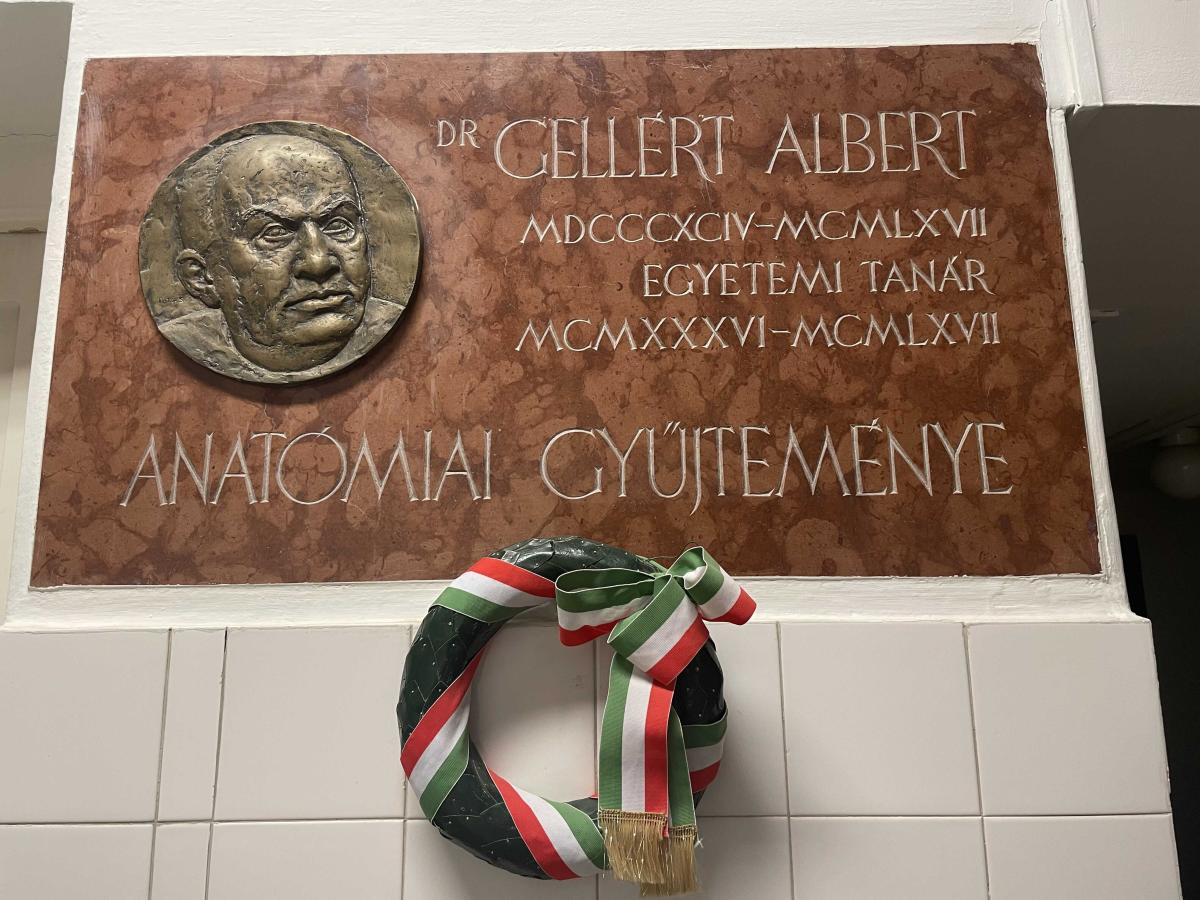 DR GELLÉRT ALBERT
MDCCCXCIV–MCMLXVII
EGYETEMI TANÁR
MCMXXXVI–MCMLXVII
ANATÓMIAI GYŰJTEMÉNYE